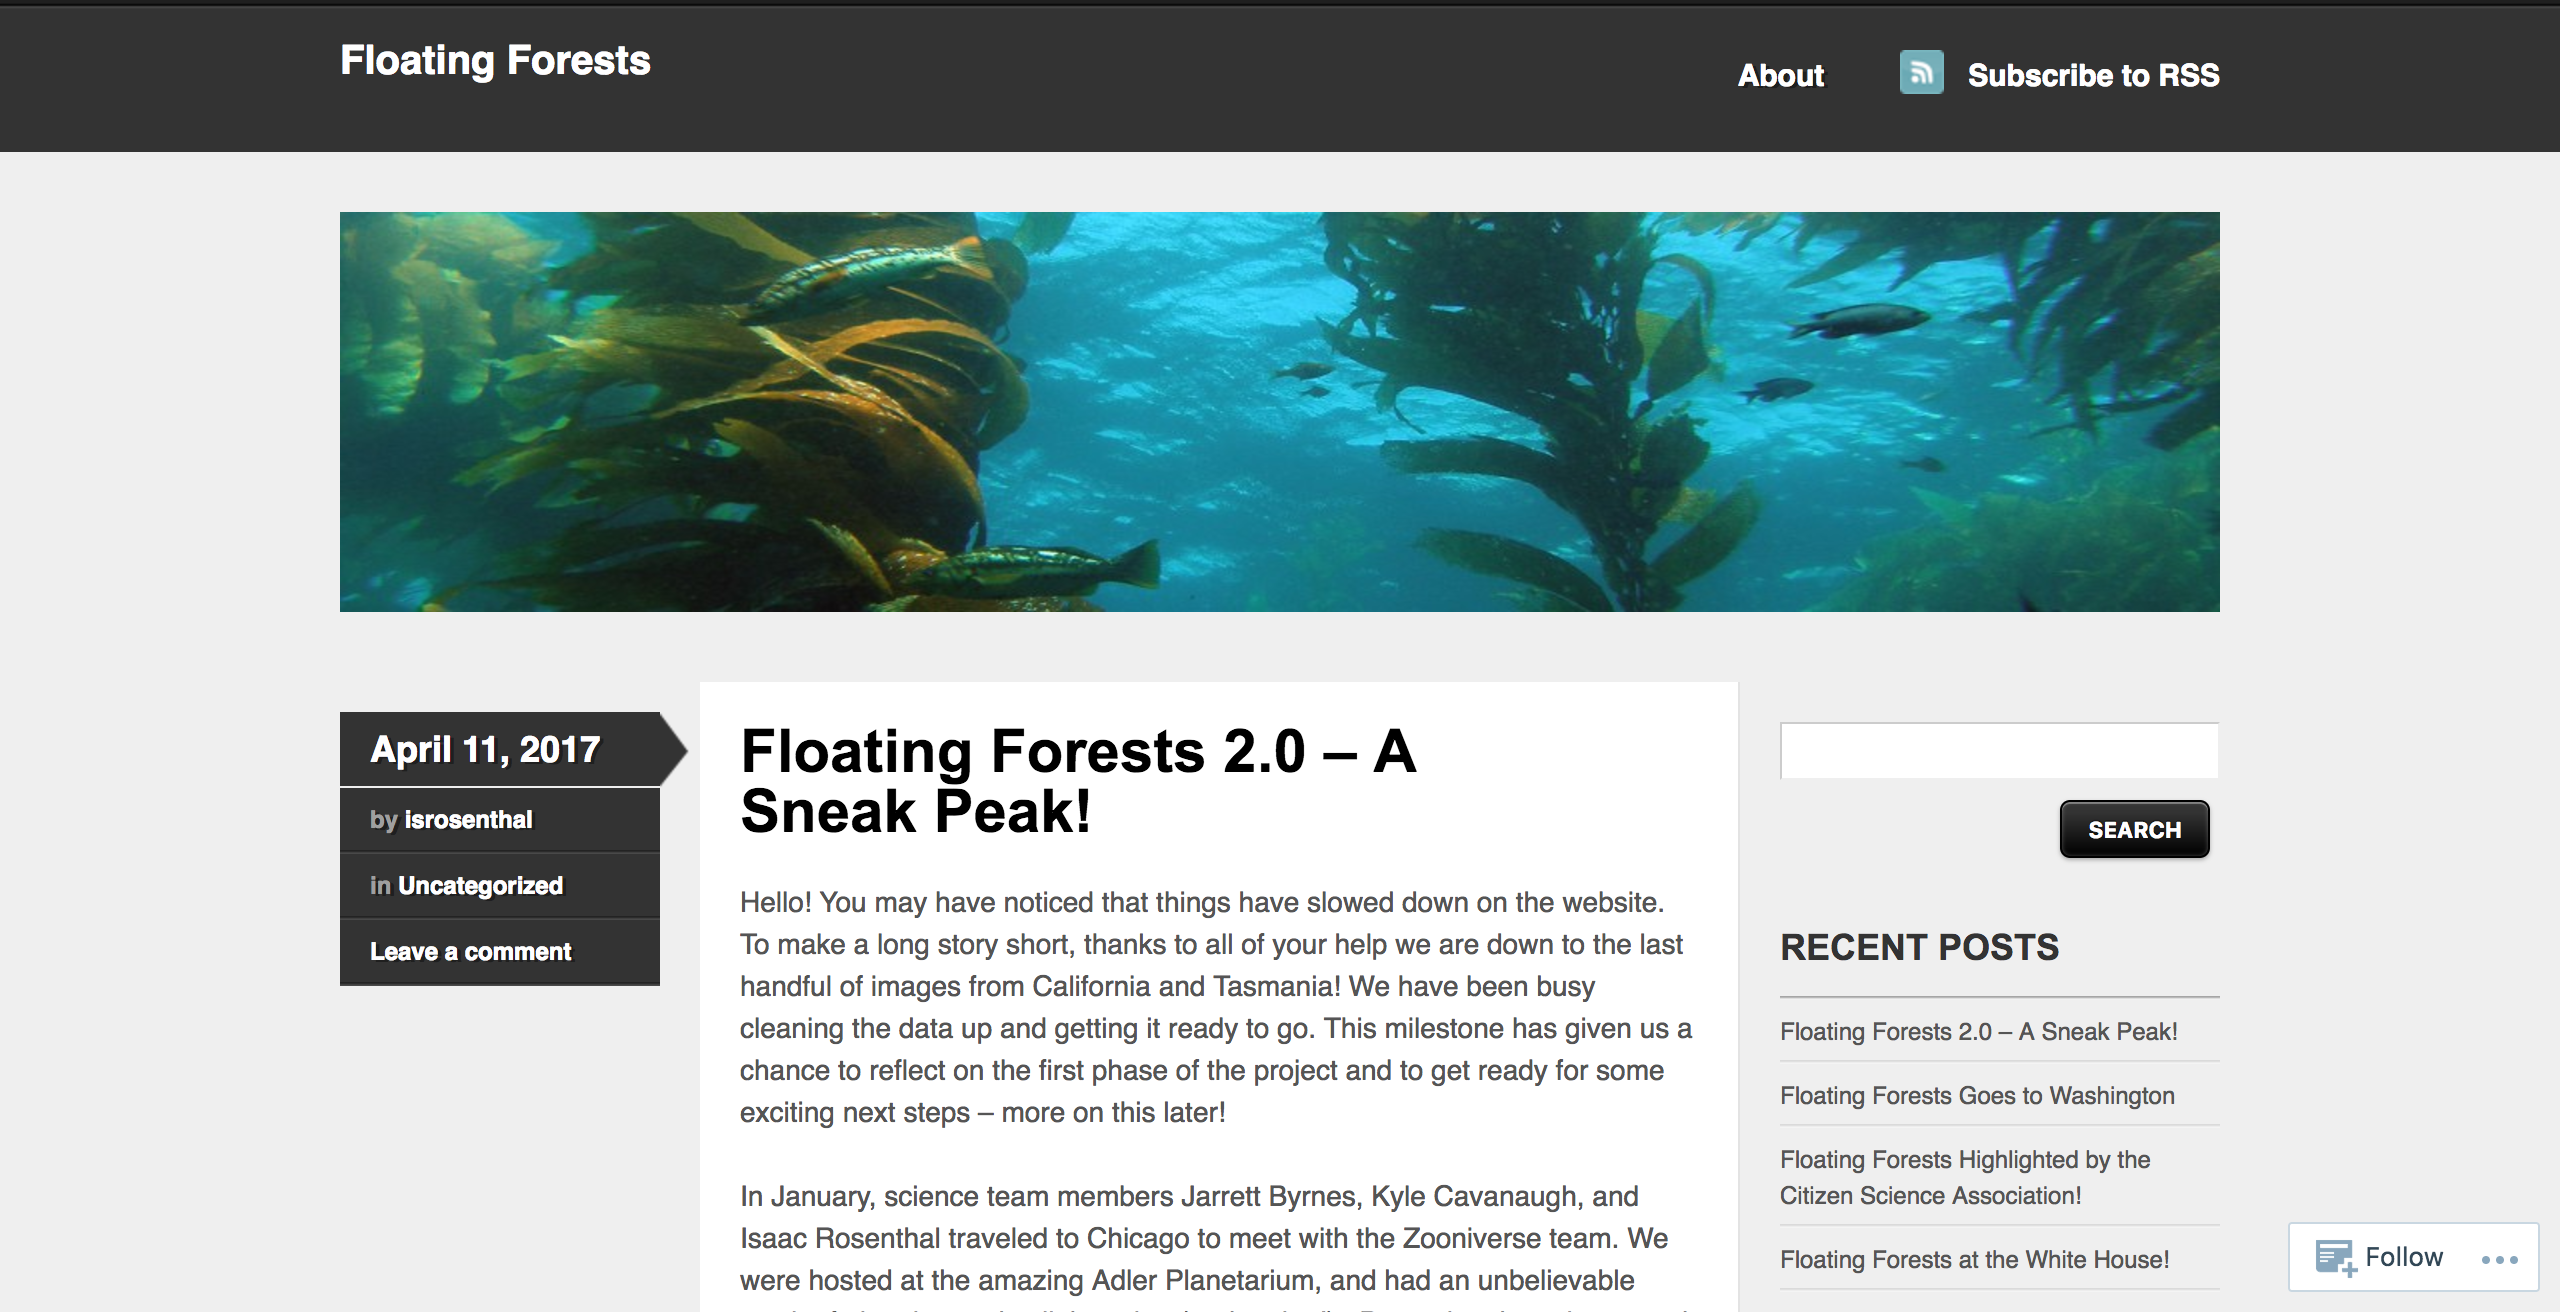 Floating Forests
About
Subscribe to RSS
April 11, 2017
by isrosenthal
in Uncategorized
Leave a comment
Floating Forests 2.0 – A
Sneak Peak!
Hello! You may have noticed that things have slowed down on the website.
To make a long story short, thanks to all of your help we are down to the last
handful of images from California and Tasmania! We have been busy
cleaning the data up and getting it ready to go. This milestone has given us a
chance to reflect on the first phase of the project and to get ready for some
exciting next steps – more on this later!
In January, science team members Jarrett Byrnes, Kyle Cavanaugh, and
Isaac Rosenthal traveled to Chicago to meet with the Zooniverse team. We
were hosted at the amazing Adler Planetarium, and had an unbelievable
SEARCH
RECENT POSTS
Floating Forests 2.0 – A Sneak Peak!
Floating Forests Goes to Washington
Floating Forests Highlighted by the
Citizen Science Association!
Floating Forests at the White House!
Follow